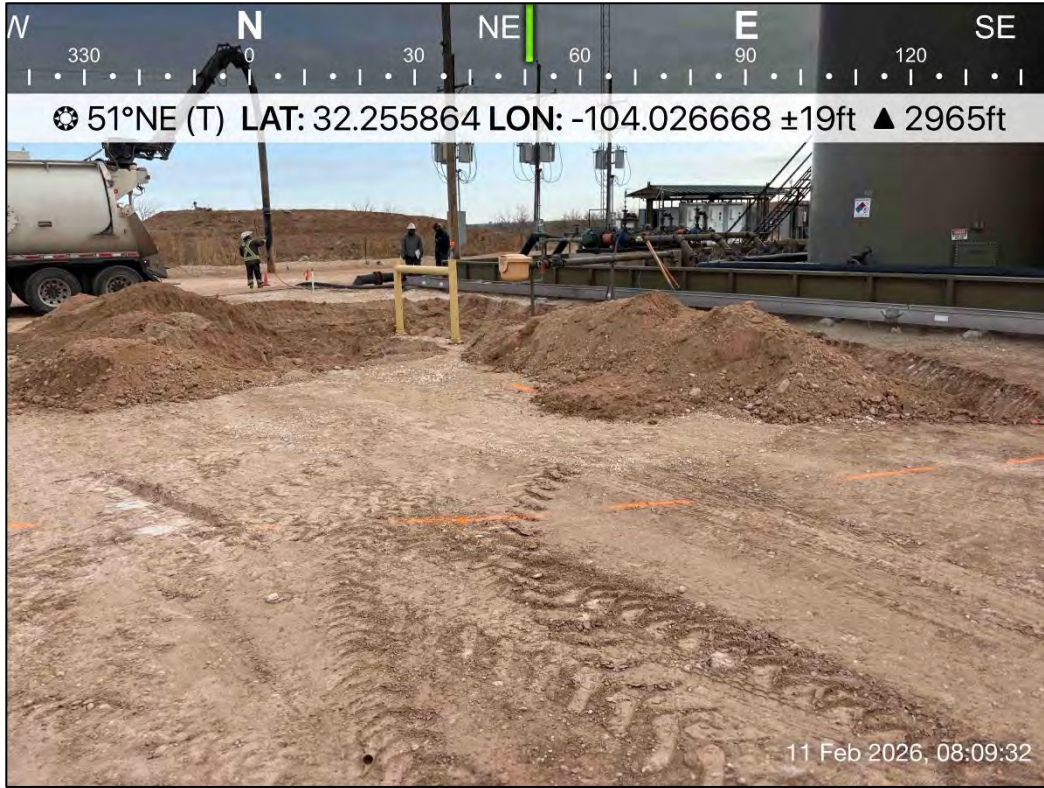 W N NE E SE
330 0 30 60 90 120
51°NE (T) LAT: 32.255864 LON: -104.026668 ±19ft ▲ 2965ft
11 Feb 2026, 08:09:32